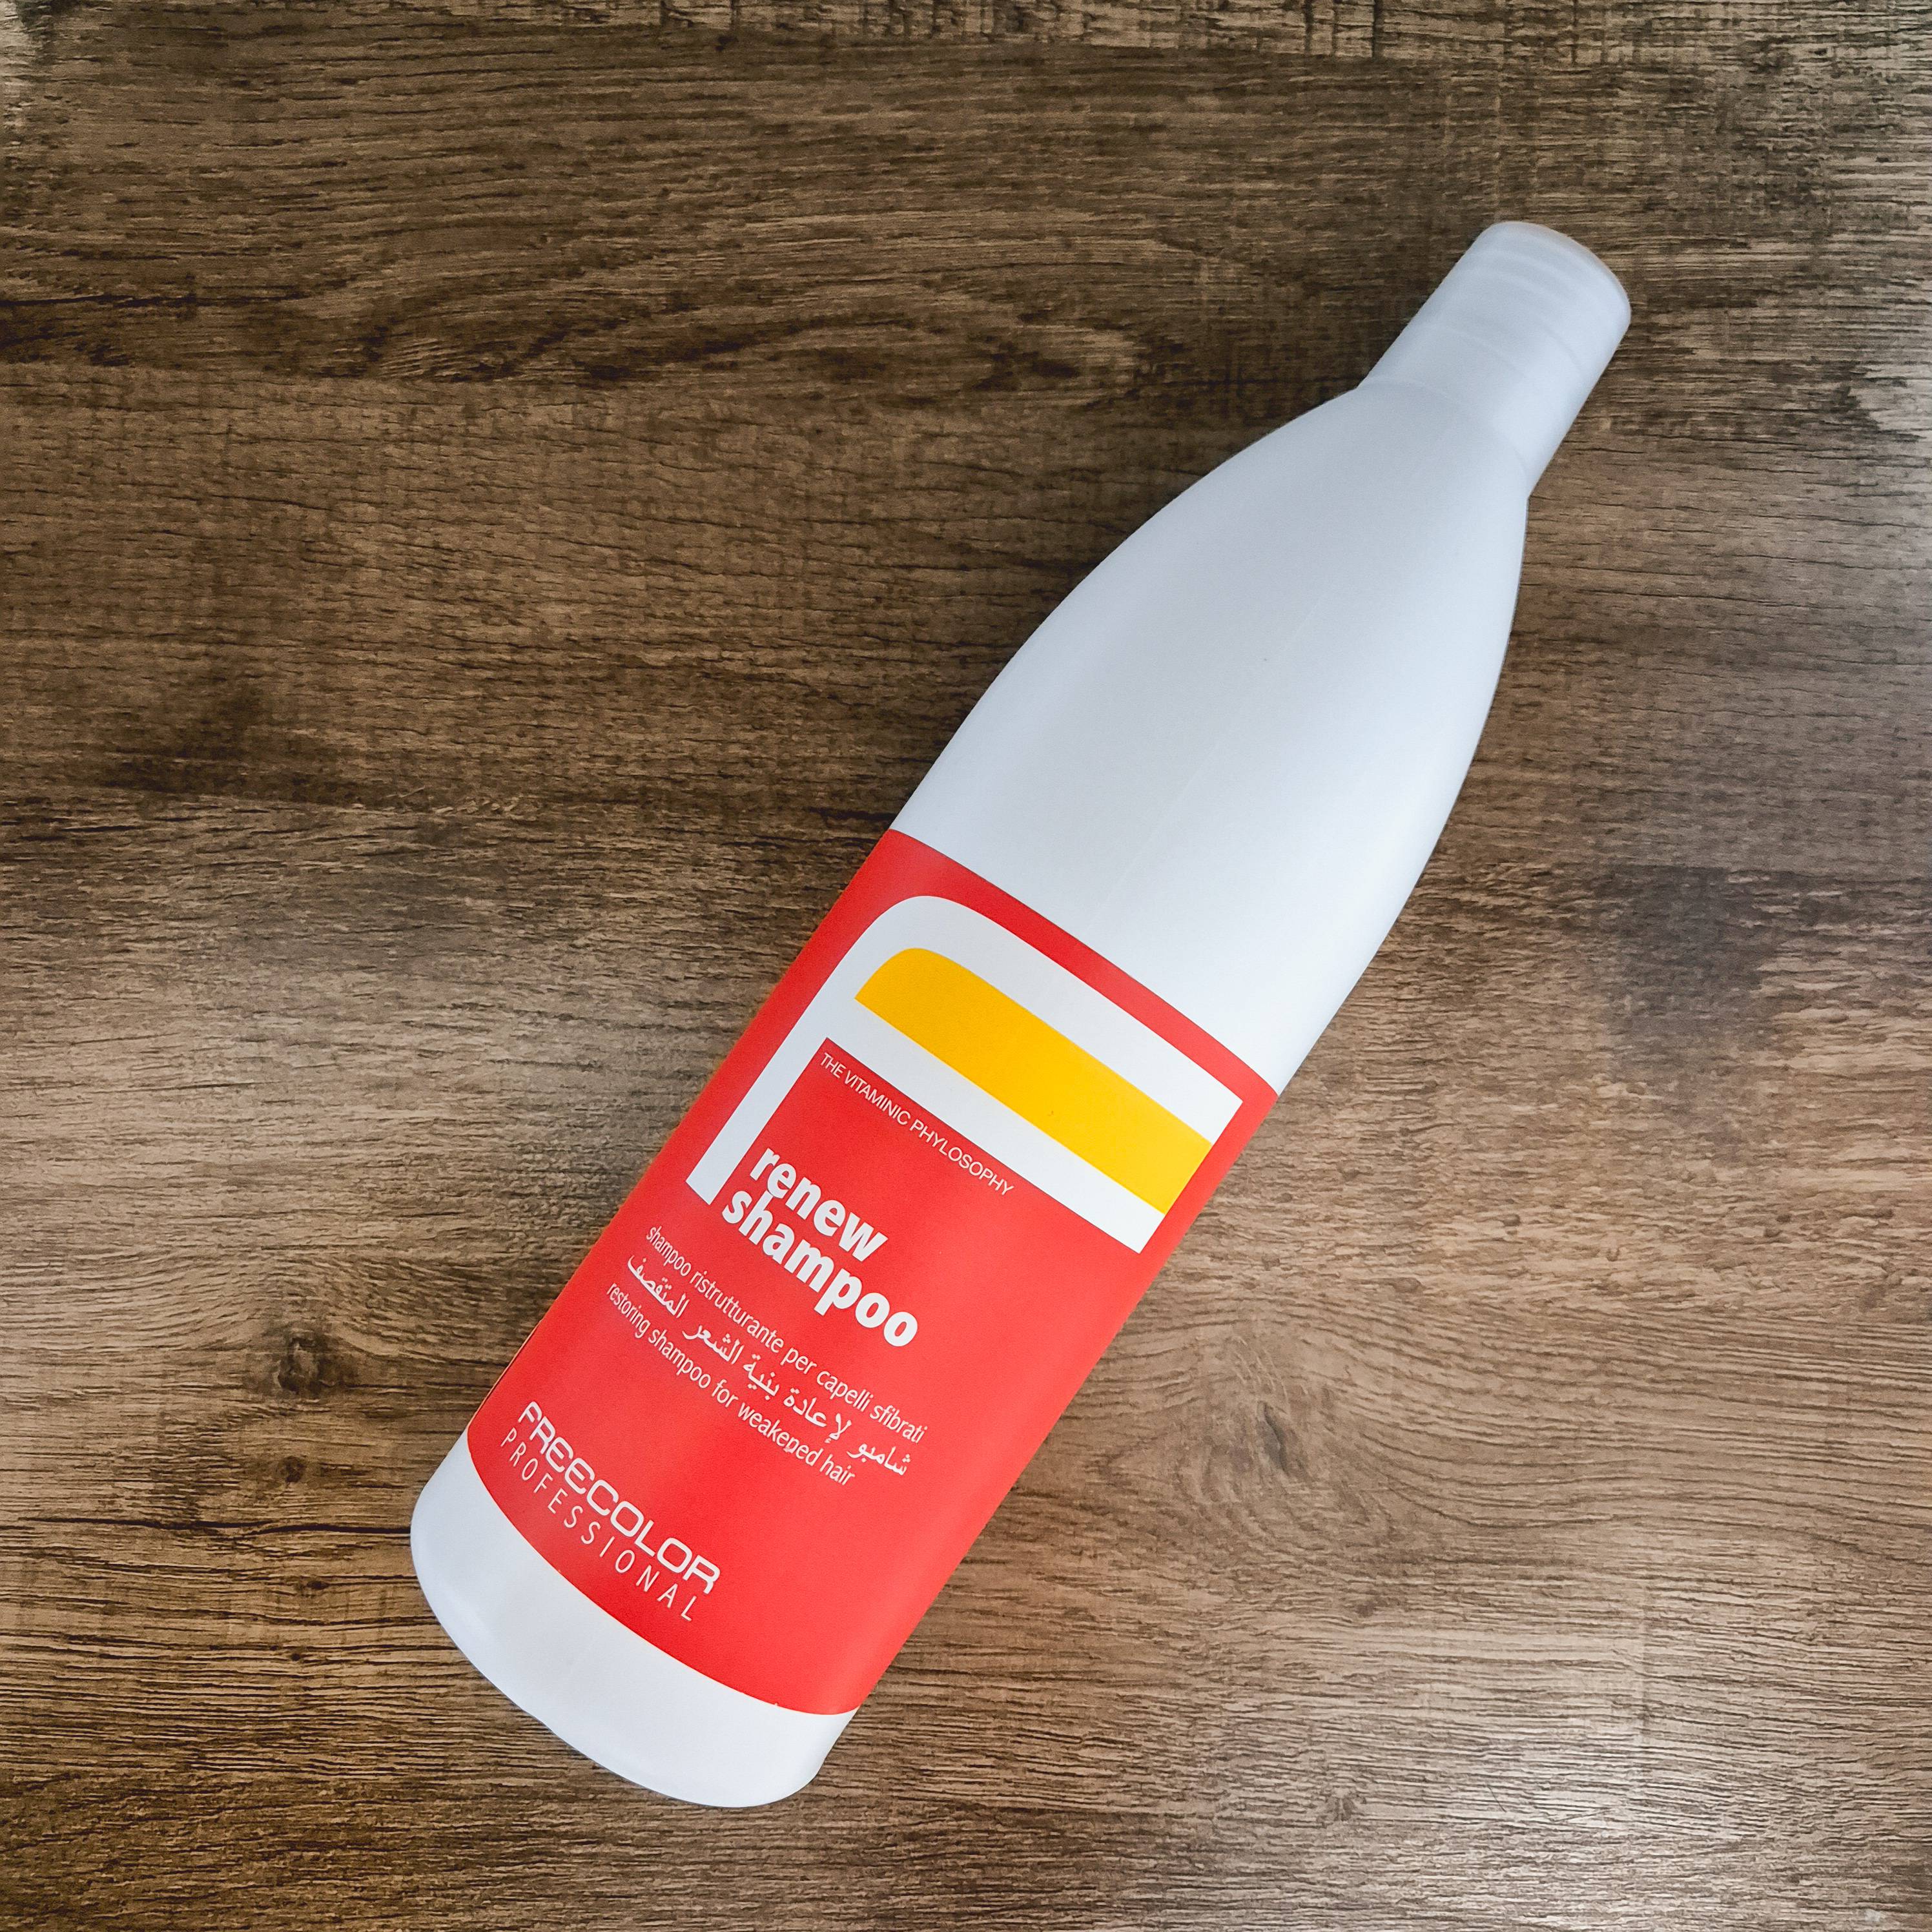 THE VITAMINIC PHYLOSOPHY
renew
shampoo
shampoo ristrutturante per capelli sfibrati
شامبو لإعادة بنية الشعر المتقصف
restoring shampoo for weakened hair
FREECOLOR
PROFESSIONAL